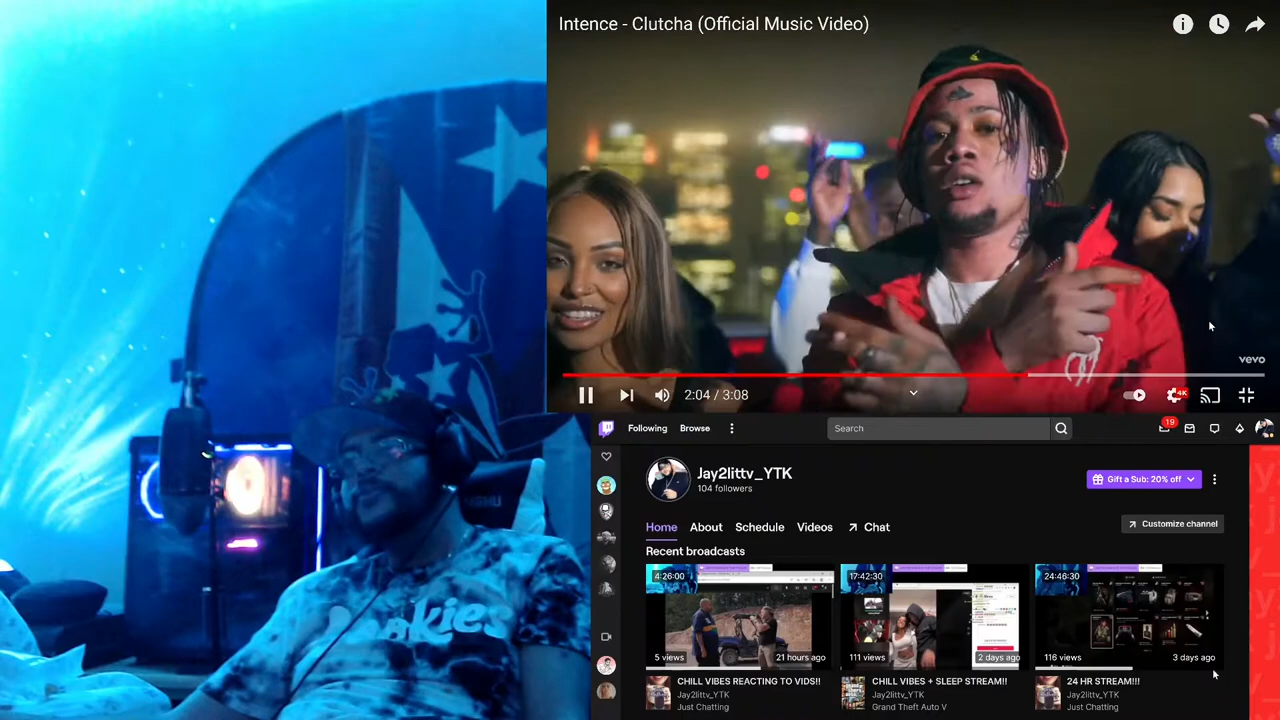 Intence - Clutcha (Official Music Video)
vevo
2:04 / 3:08
4K
Following
Browse
Search
19
Jay2littv_YTK
104 followers
Gift a Sub: 20% off
Home
About
Schedule
Videos
Chat
Customize channel
Recent broadcasts
4:26:00
17:42:30
24:46:30
5 views
21 hours ago
111 views
2 days ago
116 views
3 days ago
CHILL VIBES REACTING TO VIDS!!
Jay2littv_YTK
Just Chatting
CHILL VIBES + SLEEP STREAM!!
Jay2littv_YTK
Grand Theft Auto V
24 HR STREAM!!!
Jay2littv_YTK
Just Chatting